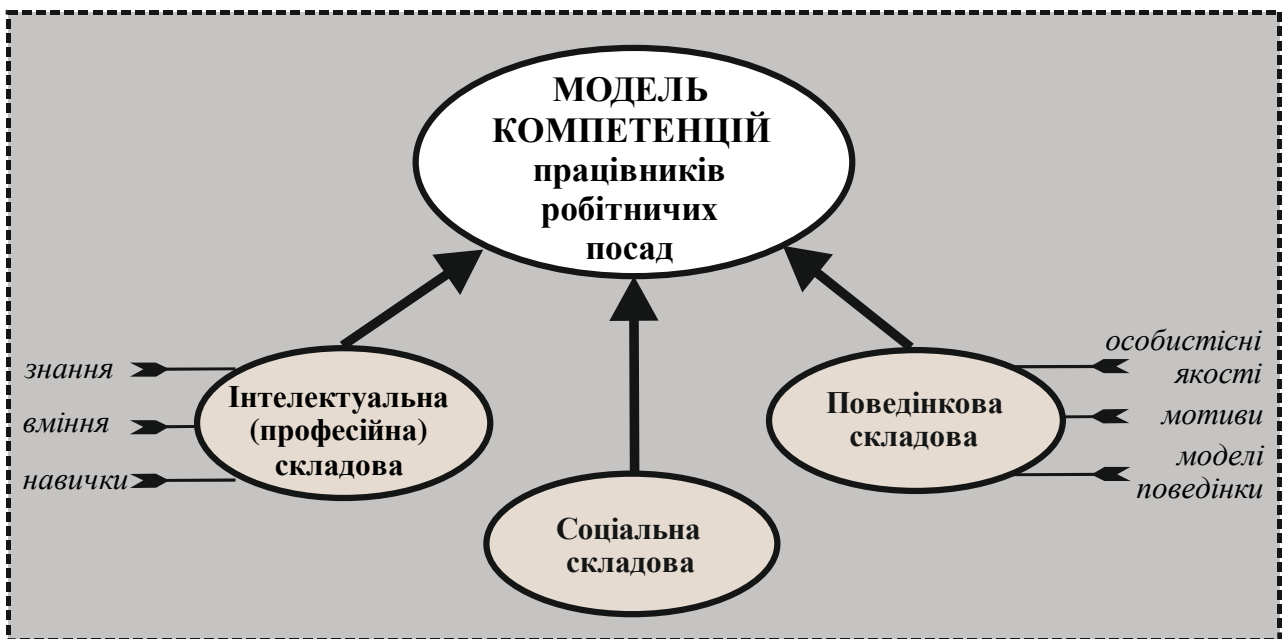 МОДЕЛЬ
КОМПЕТЕНЦІЙ
працівників
робітничих
посад
знання
вміння
навички
Інтелектуальна
(професійна)
складова
Соціальна
складова
Поведінкова
складова
особистісні
якості
мотиви
моделі
поведінки